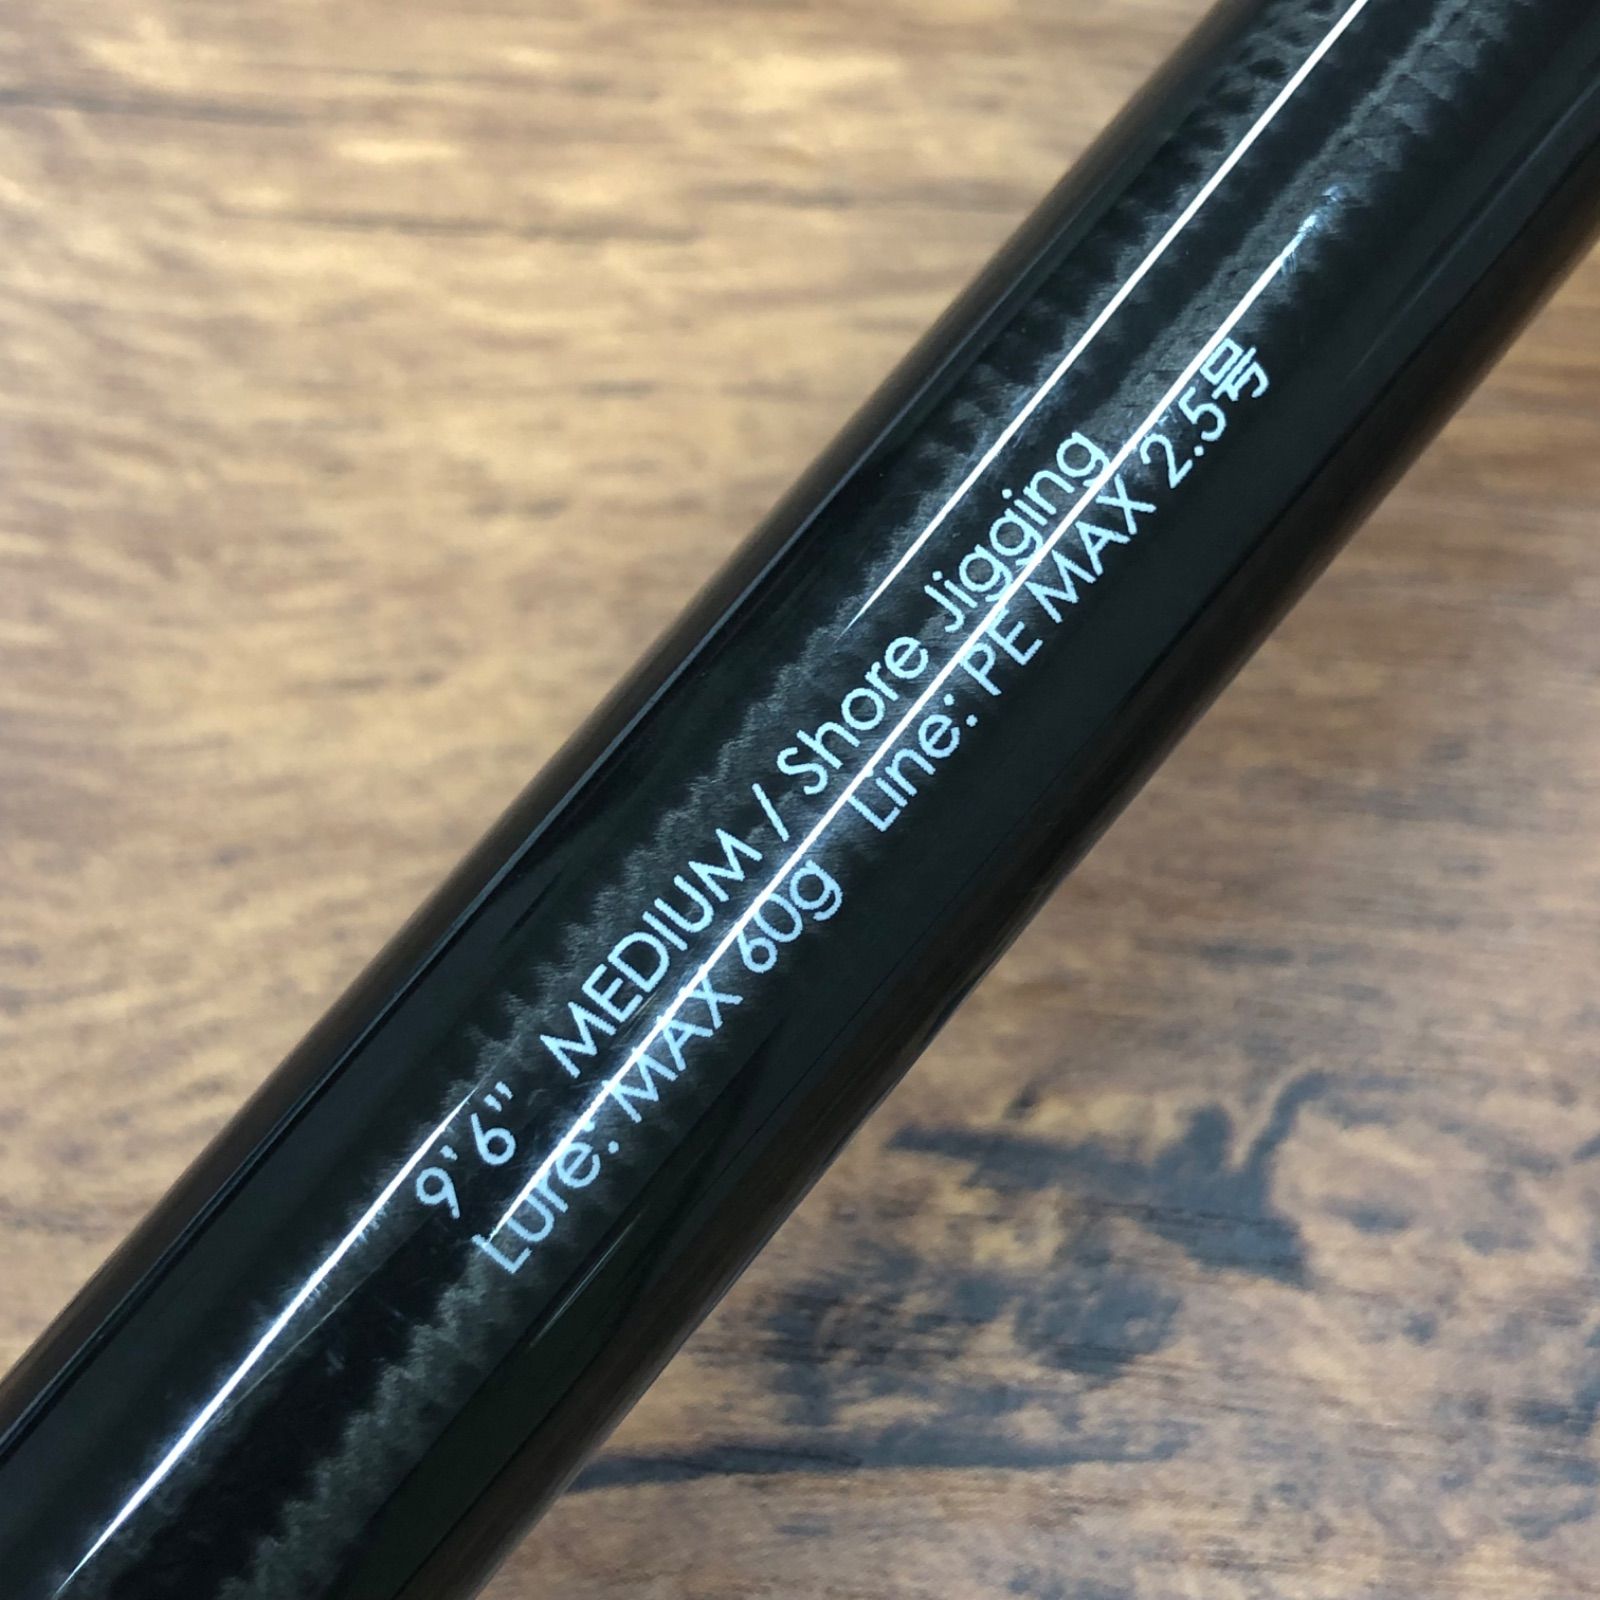 9'6" MEDIUM / Shore Jigging
Lure: MAX 60g Line: PE MAX 2.5号